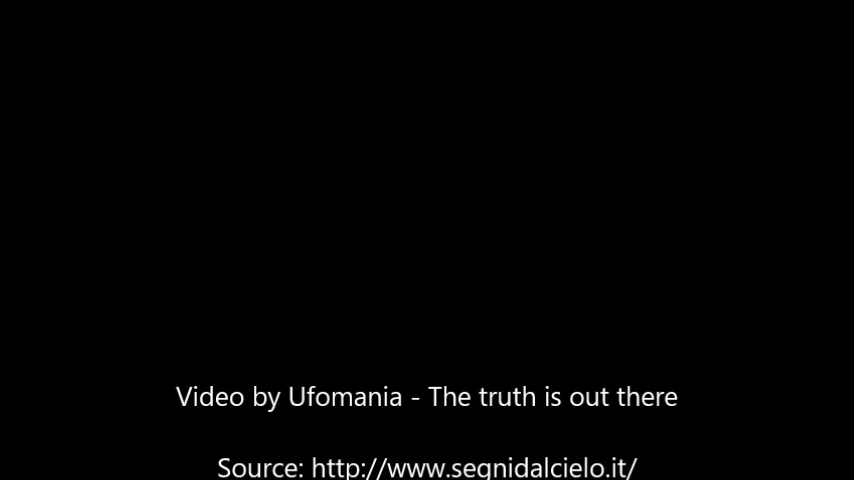 Video by Ufomania - The truth is out there
Source: http://www.segnidalcielo.it/